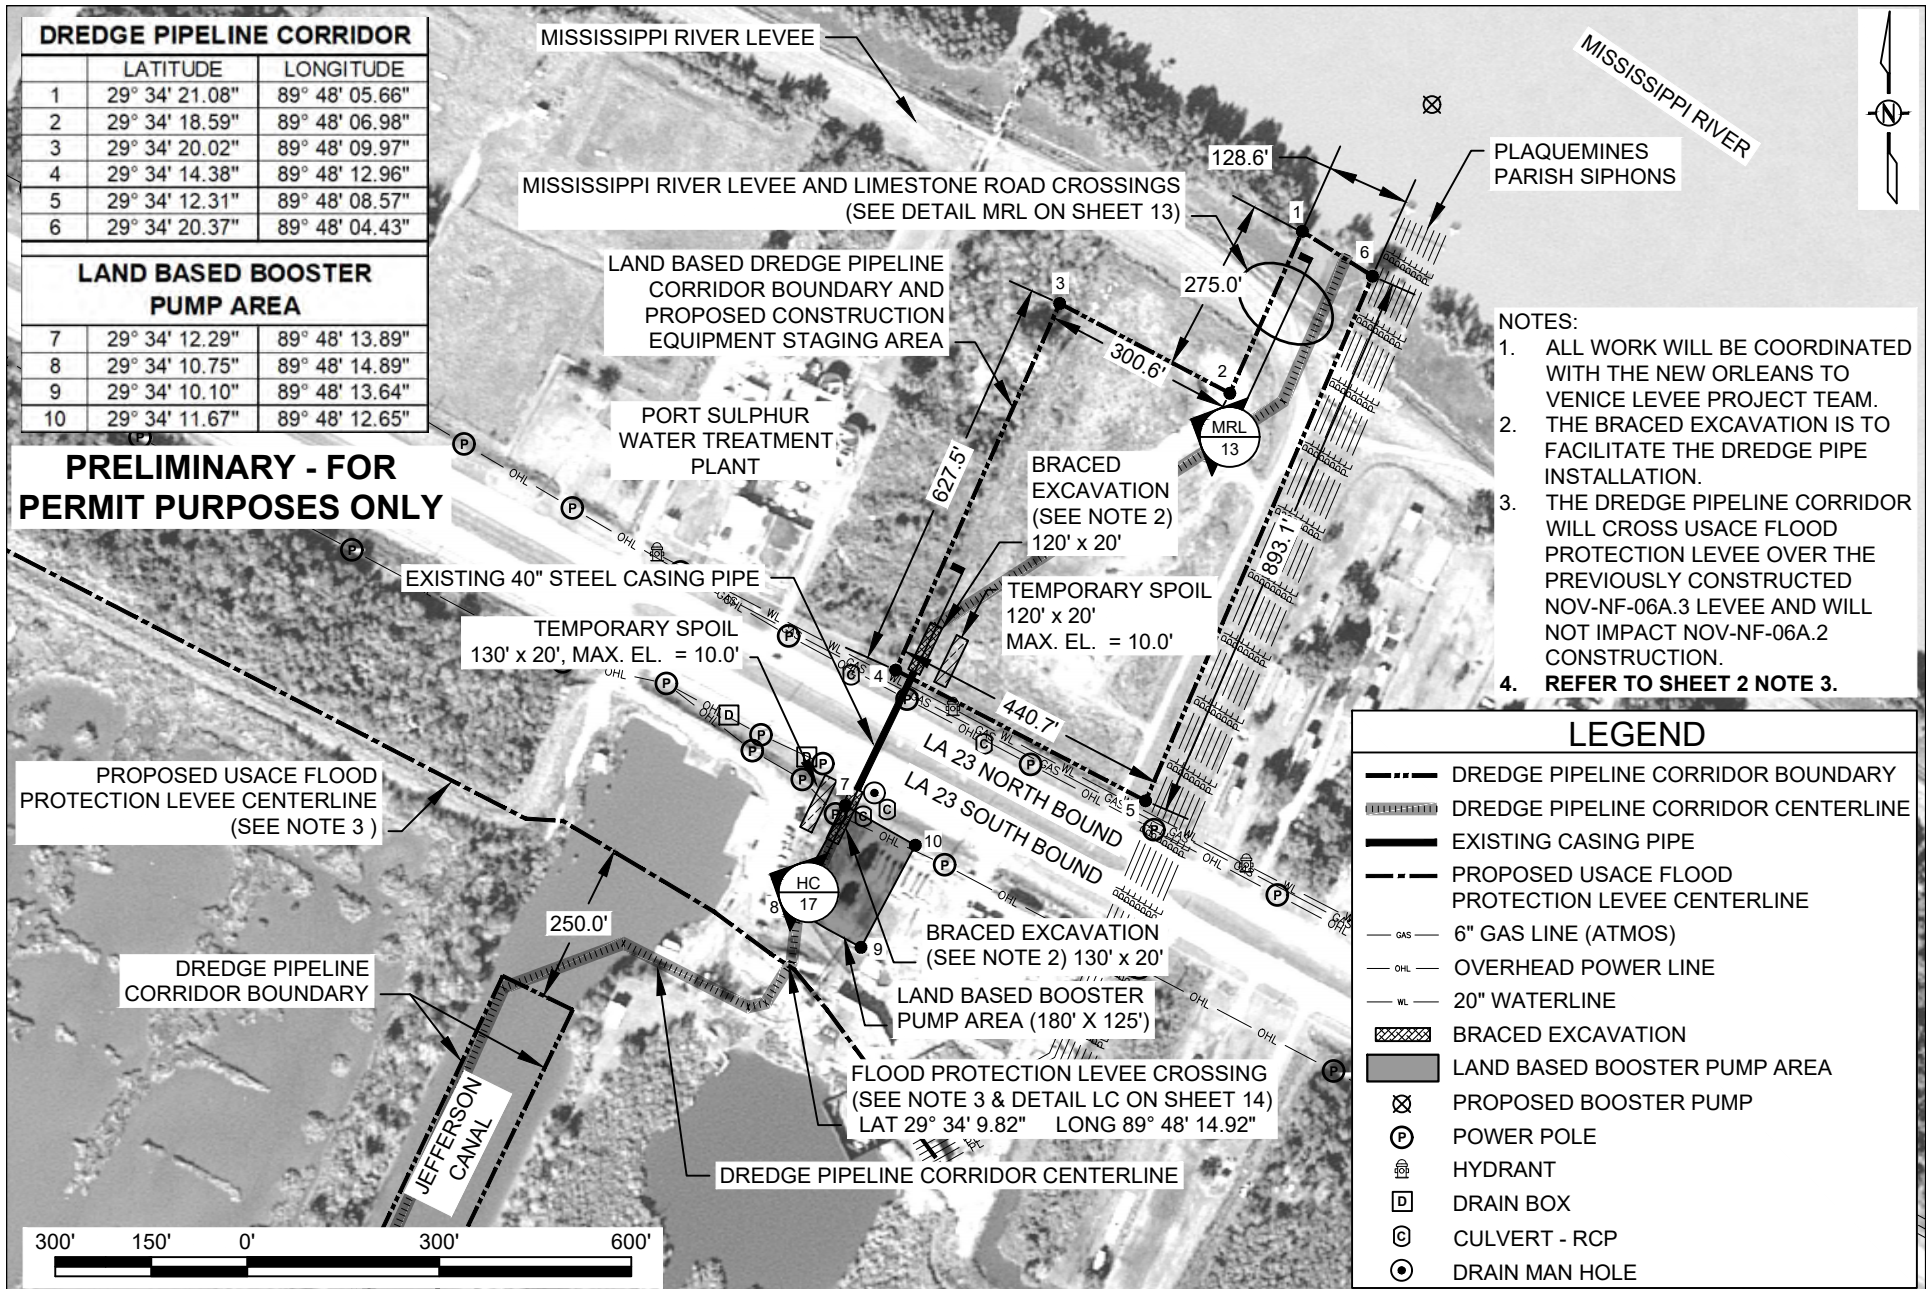 DREDGE PIPELINE CORRIDOR
LATITUDE LONGITUDE
1 29° 34' 21.08" 89° 48' 05.66"
2 29° 34' 18.59" 89° 48' 06.98"
3 29° 34' 20.02" 89° 48' 09.97"
4 29° 34' 14.38" 89° 48' 12.96"
5 29° 34' 12.31" 89° 48' 08.57"
6 29° 34' 20.37" 89° 48' 04.43"
LAND BASED BOOSTER
PUMP AREA
7 29° 34' 12.29" 89° 48' 13.89"
8 29° 34' 10.75" 89° 48' 14.89"
9 29° 34' 10.10" 89° 48' 13.64"
10 29° 34' 11.67" 89° 48' 12.65"
PRELIMINARY - FOR
PERMIT PURPOSES ONLY
MISSISSIPPI RIVER LEVEE
MISSISSIPPI RIVER
N
PLAQUEMINES
PARISH SIPHONS
128.6'
MISSISSIPPI RIVER LEVEE AND LIMESTONE ROAD CROSSINGS
(SEE DETAIL MRL ON SHEET 13)
1
6
LAND BASED DREDGE PIPELINE
CORRIDOR BOUNDARY AND
PROPOSED CONSTRUCTION
EQUIPMENT STAGING AREA
3
275.0'
300.6'
2
MRL
13
PORT SULPHUR
WATER TREATMENT
PLANT
627.5'
893.1'
BRACED
EXCAVATION
(SEE NOTE 2)
120' x 20'
EXISTING 40" STEEL CASING PIPE
TEMPORARY SPOIL
120' x 20'
MAX. EL. = 10.0'
TEMPORARY SPOIL
130' x 20', MAX. EL. = 10.0'
4
440.7'
LA 23 NORTH BOUND
LA 23 SOUTH BOUND
5
7
10
HC
17
8
9
PROPOSED USACE FLOOD
PROTECTION LEVEE CENTERLINE
(SEE NOTE 3 )
250.0'
DREDGE PIPELINE
CORRIDOR BOUNDARY
BRACED EXCAVATION
(SEE NOTE 2) 130' x 20'
LAND BASED BOOSTER
PUMP AREA (180' X 125')
FLOOD PROTECTION LEVEE CROSSING
(SEE NOTE 3 & DETAIL LC ON SHEET 14)
LAT 29° 34' 9.82" LONG 89° 48' 14.92"
JEFFERSON
CANAL
DREDGE PIPELINE CORRIDOR CENTERLINE
300' 150' 0' 300' 600'
NOTES:
1. ALL WORK WILL BE COORDINATED
WITH THE NEW ORLEANS TO
VENICE LEVEE PROJECT TEAM.
2. THE BRACED EXCAVATION IS TO
FACILITATE THE DREDGE PIPE
INSTALLATION.
3. THE DREDGE PIPELINE CORRIDOR
WILL CROSS USACE FLOOD
PROTECTION LEVEE OVER THE
PREVIOUSLY CONSTRUCTED
NOV-NF-06A.3 LEVEE AND WILL
NOT IMPACT NOV-NF-06A.2
CONSTRUCTION.
4. REFER TO SHEET 2 NOTE 3.
LEGEND
DREDGE PIPELINE CORRIDOR BOUNDARY
DREDGE PIPELINE CORRIDOR CENTERLINE
EXISTING CASING PIPE
PROPOSED USACE FLOOD
PROTECTION LEVEE CENTERLINE
GAS 6" GAS LINE (ATMOS)
OHL OVERHEAD POWER LINE
WL 20" WATERLINE
BRACED EXCAVATION
LAND BASED BOOSTER PUMP AREA
PROPOSED BOOSTER PUMP
P POWER POLE
HYDRANT
D DRAIN BOX
C CULVERT - RCP
DRAIN MAN HOLE